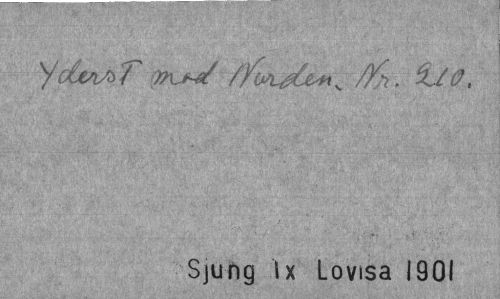 Yderst mod Norden. Nr. 210.
Sjung 1x Lovisa 1901